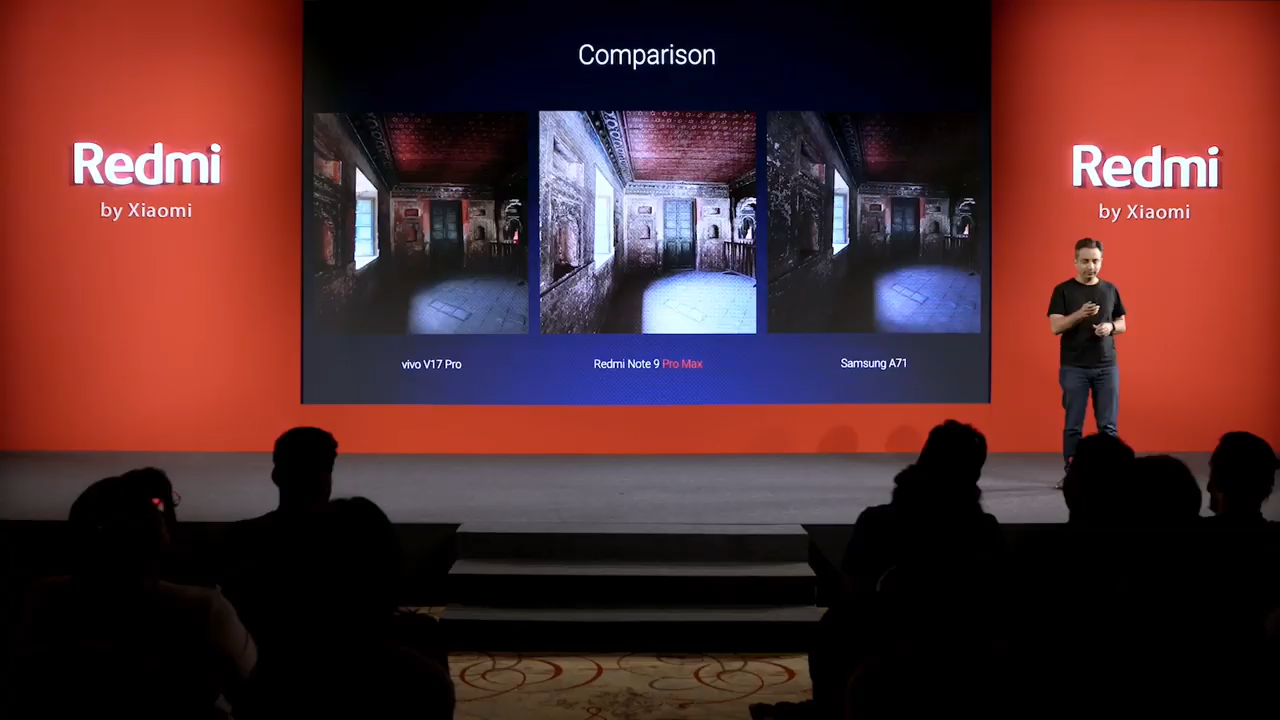 Comparison
Redmi
by Xiaomi
Redmi
by Xiaomi
vivo V17 Pro
Redmi Note 9 Pro Max
Samsung A71